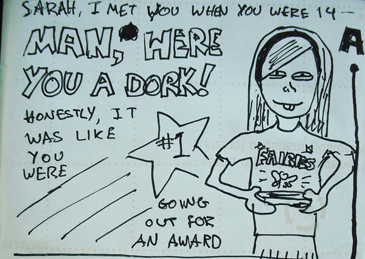 SARAH, I MET YOU WHEN YOU WERE 14—
MAN, WERE
YOU A DORK!
HONESTLY, IT
WAS LIKE
YOU
WERE
#1
GOING
OUT FOR
AN AWARD
FAIRIES
A